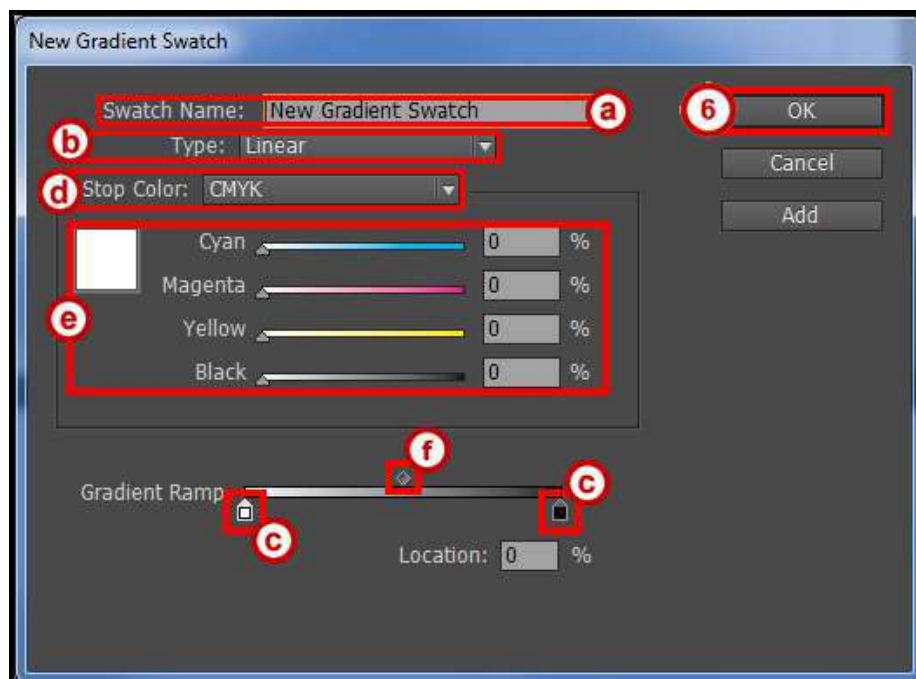 New Gradient Swatch
Swatch Name: New Gradient Swatch a 6 OK
b Type: Linear Cancel
d Stop Color: CMYK Add
Cyan 0 %
Magenta 0 %
e Yellow 0 %
Black 0 %
f
Gradient Ramp c
c
Location: 0 %